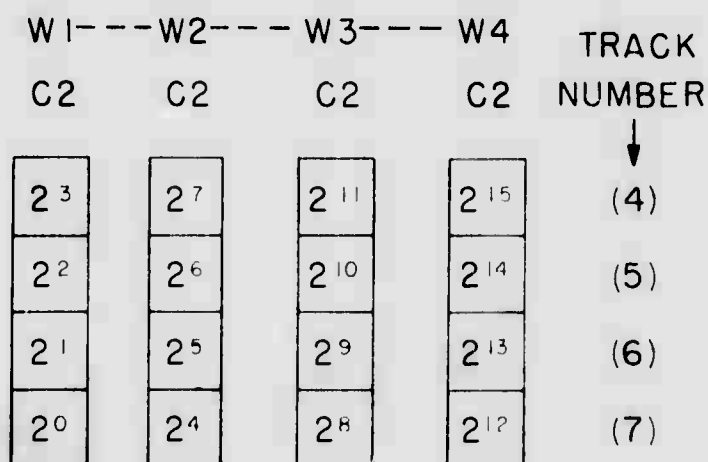 W1---W2---W3---W4
TRACK NUMBER
C2 C2 C2 C2
2³ 2⁷ 2¹¹ 2¹⁵ (4)
2² 2⁶ 2¹⁰ 2¹⁴ (5)
2¹ 2⁵ 2⁹ 2¹³ (6)
2⁰ 2⁴ 2⁸ 2¹² (7)